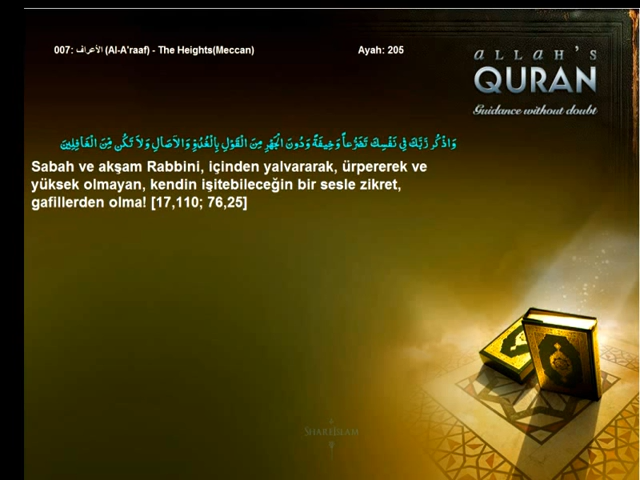 007: الأعراف (Al-A'raaf) - The Heights(Meccan) Ayah: 205
ALLAH'S
QURAN
Guidance without doubt
وَاذْكُر رَّبَّكَ فِي نَفْسِكَ تَضَرُّعاً وَخِيفَةً وَدُونَ الْجَهْرِ مِنَ الْقَوْلِ بِالْغُدُوِّ وَالآصَالِ وَلاَ تَكُن مِّنَ الْغَافِلِينَ
Sabah ve akşam Rabbini, içinden yalvararak, ürpererek ve
yüksek olmayan, kendin işitebileceğin bir sesle zikret,
gafillerden olma! [17,110; 76,25]
SHAREISLAM